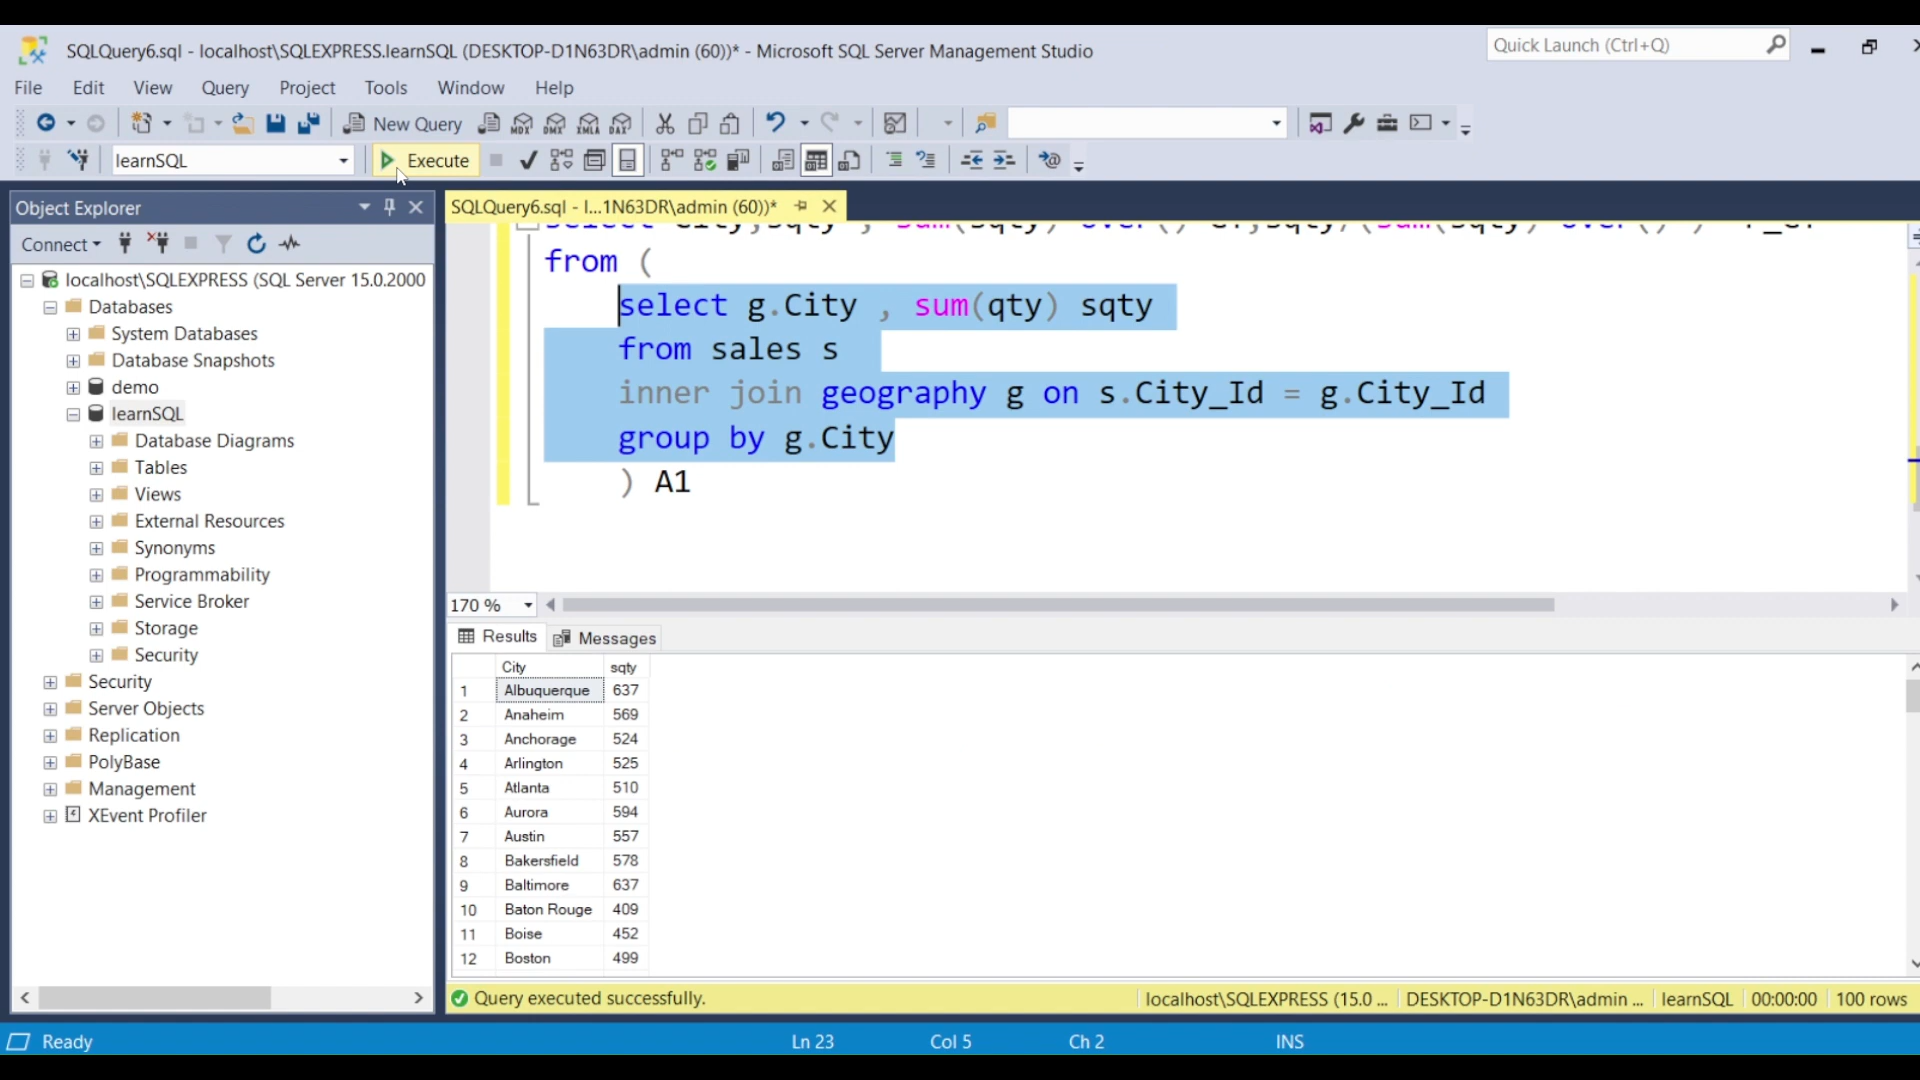 SQLQuery6.sql - localhost\SQLEXPRESS.learnSQL (DESKTOP-D1N63DR\admin (60))* - Microsoft SQL Server Management Studio
Quick Launch (Ctrl+Q)
File Edit View Query Project Tools Window Help
New Query MDX DMX XMLA DAX
learnSQL Execute
Object Explorer
SQLQuery6.sql - l...1N63DR\admin (60))*
Connect
localhost\SQLEXPRESS (SQL Server 15.0.2000
Databases
System Databases
Database Snapshots
demo
learnSQL
Database Diagrams
Tables
Views
External Resources
Synonyms
Programmability
Service Broker
Storage
Security
Security
Server Objects
Replication
PolyBase
Management
XEvent Profiler
from (
select g.City , sum(qty) sqty
from sales s
inner join geography g on s.City_Id = g.City_Id
group by g.City
) A1
170 %
Results Messages
City sqty
1 Albuquerque 637
2 Anaheim 569
3 Anchorage 524
4 Arlington 525
5 Atlanta 510
6 Aurora 594
7 Austin 557
8 Bakersfield 578
9 Baltimore 637
10 Baton Rouge 409
11 Boise 452
12 Boston 499
Query executed successfully. localhost\SQLEXPRESS (15.0 ... DESKTOP-D1N63DR\admin ... learnSQL 00:00:00 100 rows
Ready Ln 23 Col 5 Ch 2 INS